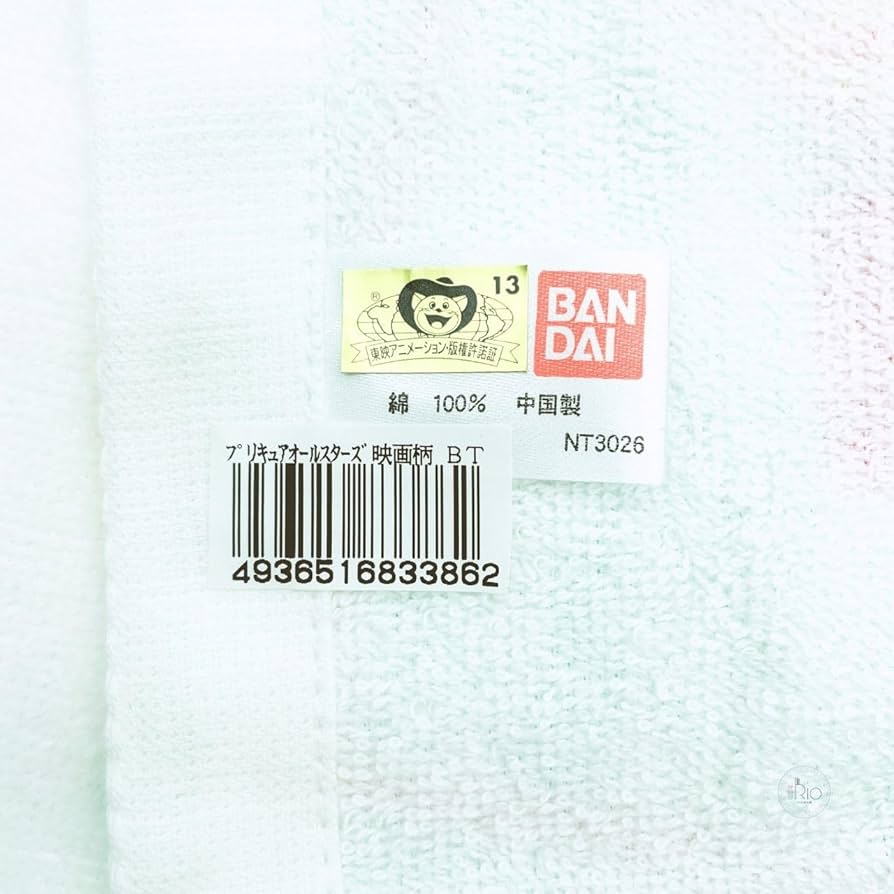 13
®
東映アニメーション・版権許諾証
BAN
DAI
綿 100% 中国製
NT3026
プリキュアオールスターズ 映画柄 BT
4936516833862
Rio